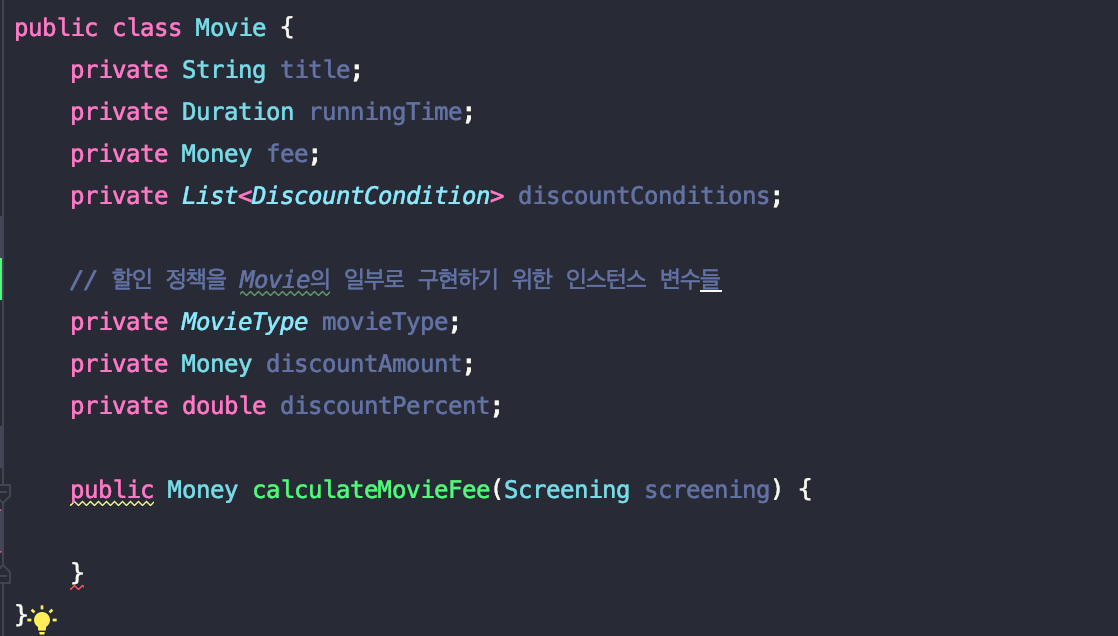 public class Movie {
private String title;
private Duration runningTime;
private Money fee;
private List<DiscountCondition> discountConditions;
// 할인 정책을 Movie의 일부로 구현하기 위한 인스턴스 변수들
private MovieType movieType;
private Money discountAmount;
private double discountPercent;
public Money calculateMovieFee(Screening screening) {
}
}